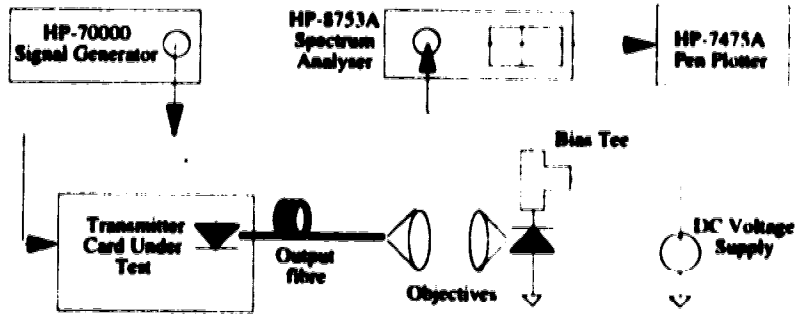 HP-70000
Signal Generator
HP-8753A
Spectrum
Analyser
HP-7475A
Pen Plotter
Bias Tee
Transmitter
Card Under
Test
Output
fibre
Objectives
DC Voltage
Supply